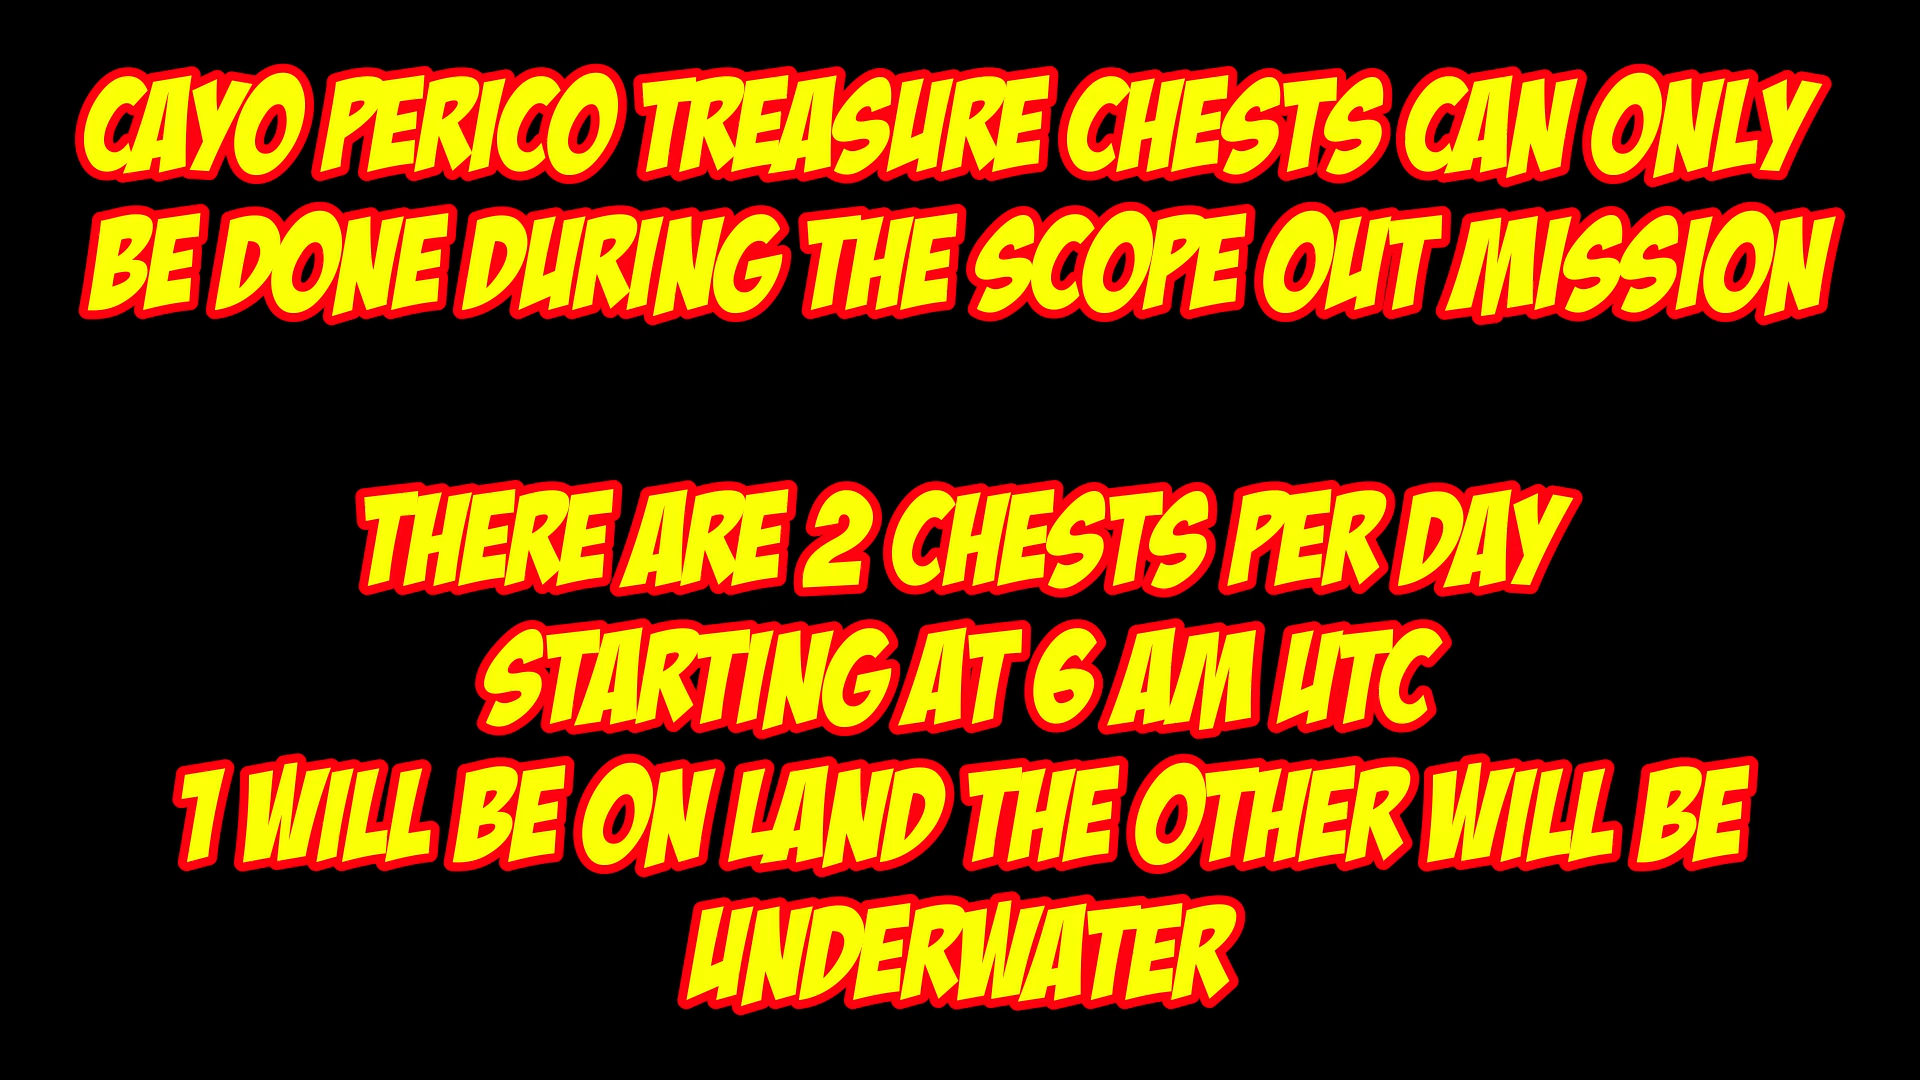 CAYO PERICO TREASURE CHESTS CAN ONLY
BE DONE DURING THE SCOPE OUT MISSION
THERE ARE 2 CHESTS PER DAY
STARTING AT 6 AM UTC
1 WILL BE ON LAND THE OTHER WILL BE
UNDERWATER